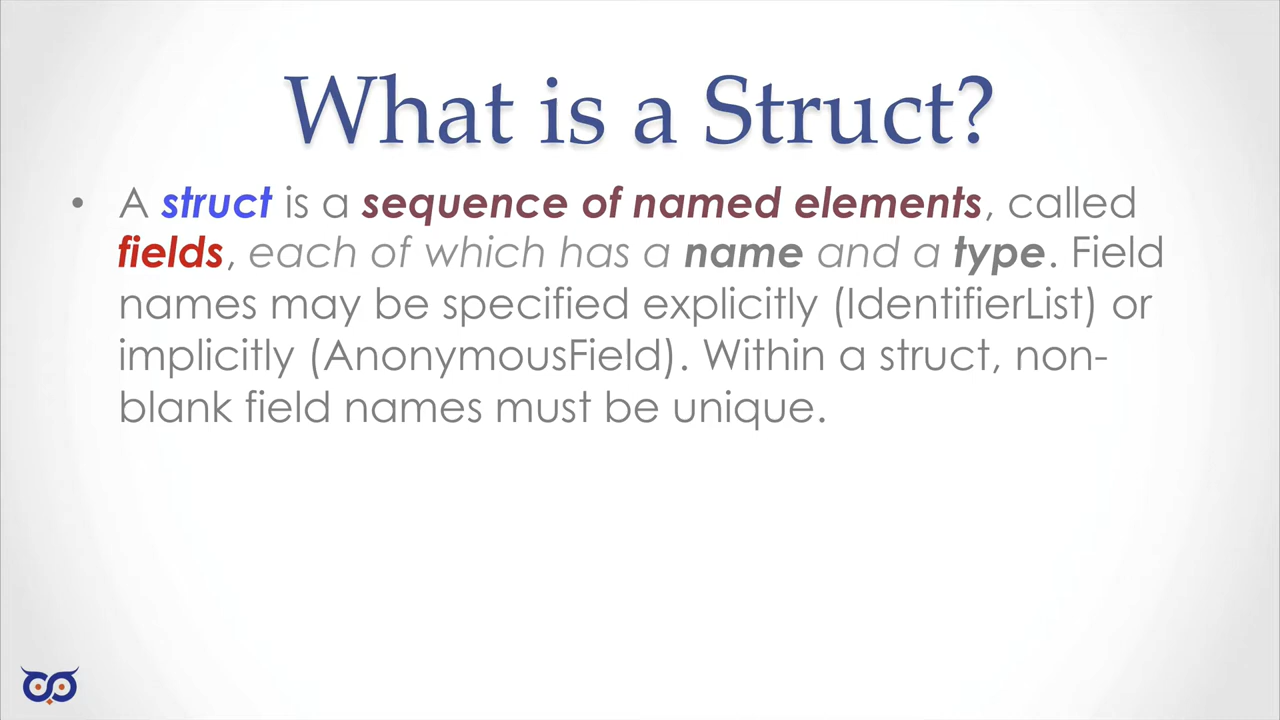 What is a Struct?
• A struct is a sequence of named elements, called
fields, each of which has a name and a type. Field
names may be specified explicitly (IdentifierList) or
implicitly (AnonymousField). Within a struct, non-
blank field names must be unique.